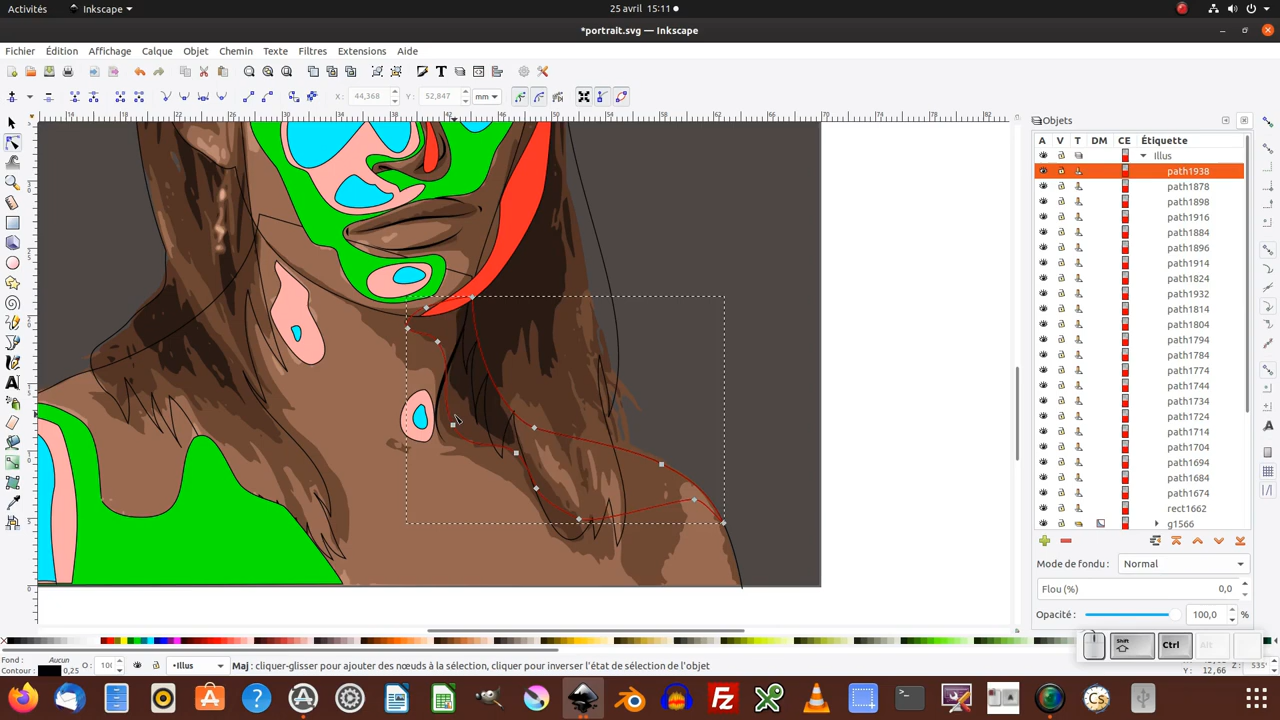 Activités Inkscape 25 avril 15:11
*portrait.svg — Inkscape
Fichier Édition Affichage Calque Objet Chemin Texte Filtres Extensions Aide
X: 44,368 Y: 52,847 mm
Objets
A V T DM CE Étiquette
Illus
path1938
path1878
path1898
path1916
path1884
path1896
path1914
path1824
path1932
path1814
path1804
path1794
path1784
path1774
path1744
path1734
path1724
path1714
path1704
path1694
path1684
path1674
rect1662
g1566
Mode de fond : Normal
Flou (%) 0,0
Opacité : 100,0 %
Shift Ctrl Alt
Fond : Aucun
Contour : 0,25
O :
•Illus
Maj : cliquer-glisser pour ajouter des nœuds à la sélection, cliquer pour inverser l'état de sélection de l'objet
Y: 12,66
Z: 535